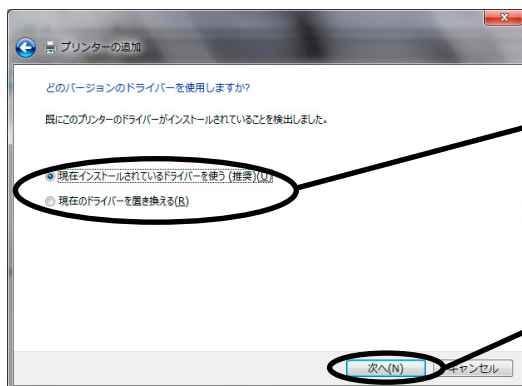 プリンターの追加
どのバージョンのドライバーを使用しますか?
既にこのプリンターのドライバーがインストールされていることを検出しました。
現在インストールされているドライバーを使う (推奨)(U)
現在のドライバーを置き換える(R)
次へ(N) キャンセル